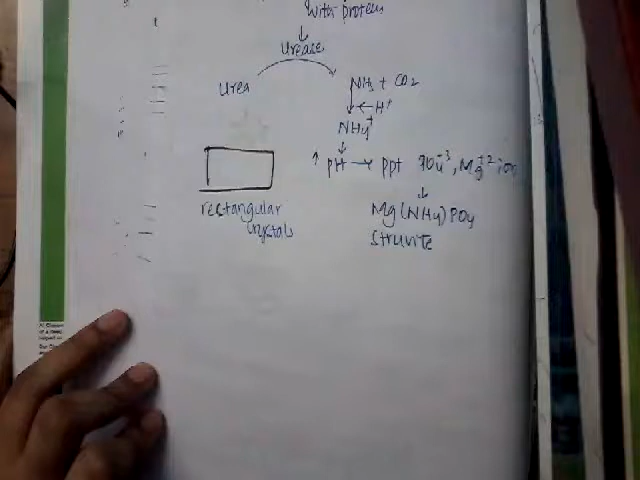 with protein
↓
Urease
Urea NH3 + CO2
↓ ← H+
NH4+
↓
↑ pH → ppt PO4-3, Mg+2 ion
↓
rectangular crystals
Mg(NH4)PO4
Struvite